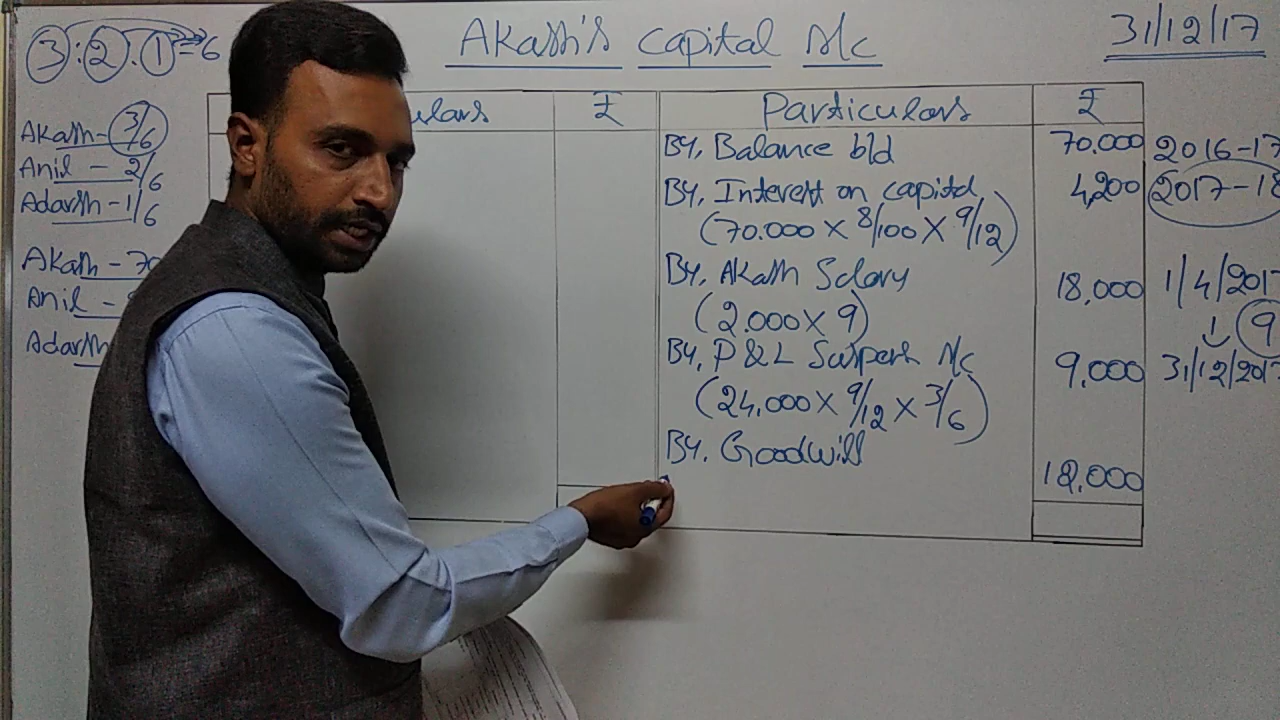 3:2:1=6
Akash's capital A/c
31/12/17
Akash-3/6
Anil - 2/6
Adarsh-1/6
Akash-70
Anil -
Adarsh
ulars ₹ Particulars ₹
By, Balance b/d 70,000
By, Interest on capital 4,200
(70.000 x 8/100 x 9/12)
By, Akash Salary 18,000
(2.000 x 9)
By, P & L Suspense A/c 9,000
(24,000 x 9/12 x 3/6)
By. Goodwill
18,000
2016-17
2017-18
1/4/2017
↓ 9
31/12/2017